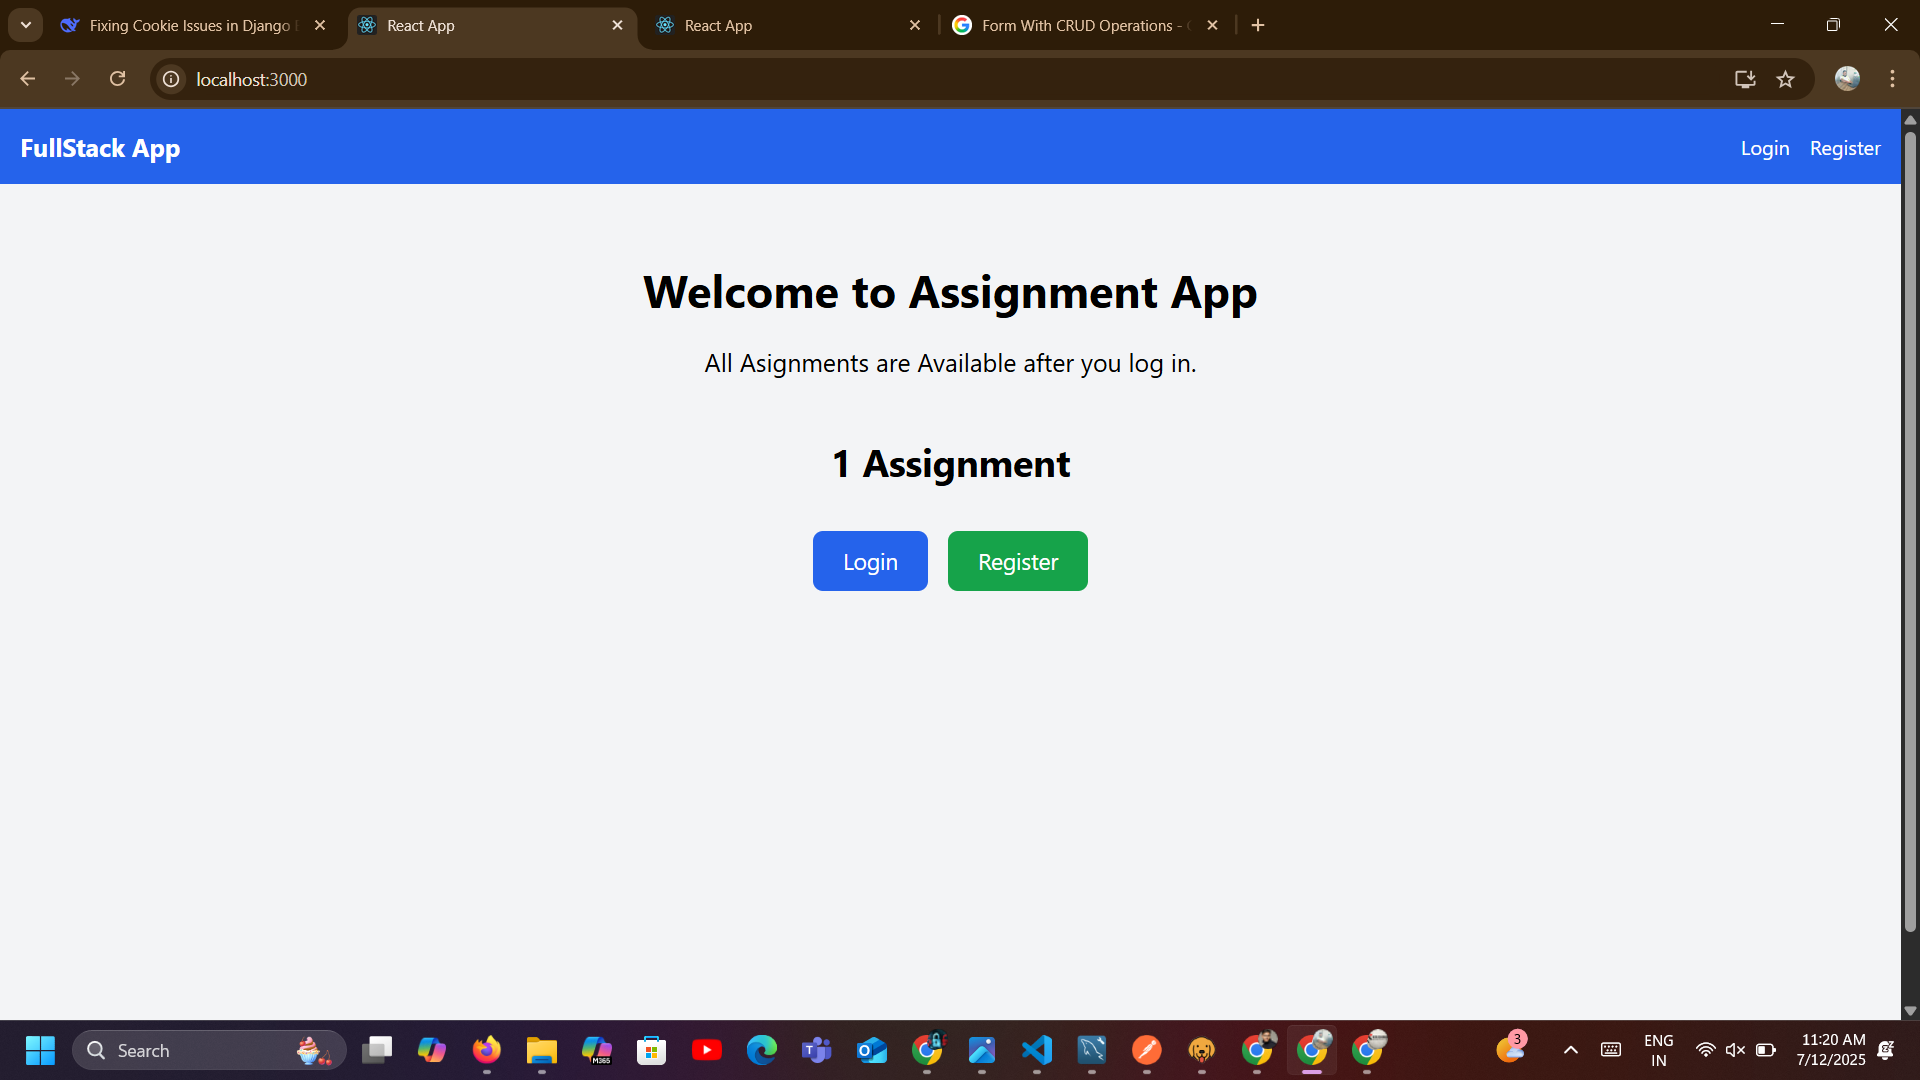 Fixing Cookie Issues in Django
React App
React App
Form With CRUD Operations -
localhost:3000
FullStack App
Login
Register
Welcome to Assignment App
All Asignments are Available after you log in.
1 Assignment
Login
Register
Search
M365
3
ENG
IN
11:20 AM
7/12/2025